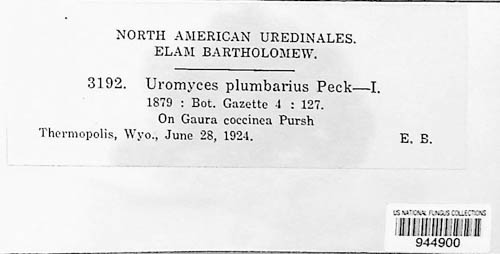 NORTH AMERICAN UREDINALES.
ELAM BARTHOLOMEW.
3192. Uromyces plumbarius Peck—I.
1879 : Bot. Gazette 4 : 127.
On Gaura coccinea Pursh
Thermopolis, Wyo., June 28, 1924. E. B.
US NATIONAL FUNGUS COLLECTIONS
944900